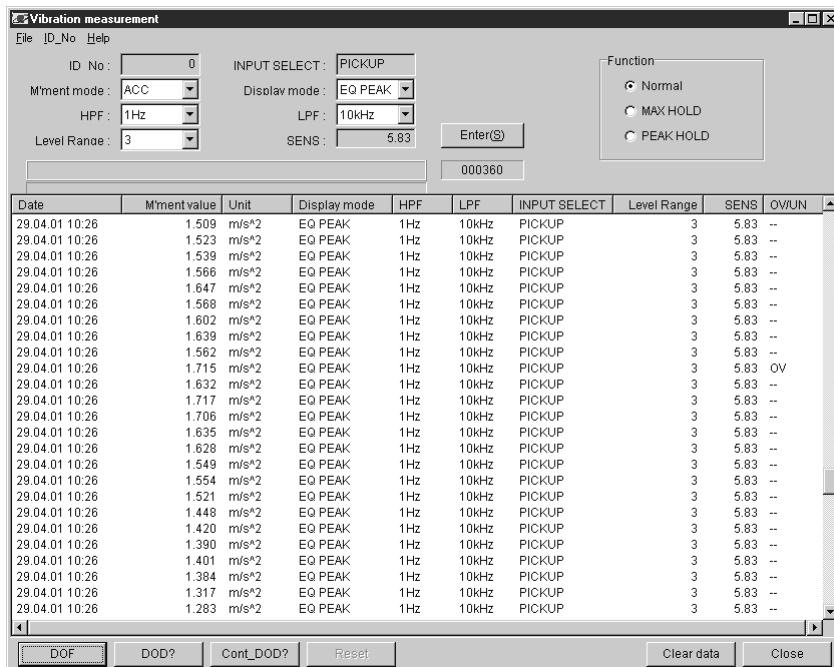 Vibration measurement
File ID_No Help
ID No : 0 INPUT SELECT : PICKUP
Function
M'ment mode : ACC Display mode : EQ PEAK
Normal
HPF : 1Hz LPF : 10kHz
MAX HOLD
Level Range : 3 SENS : 5.83 Enter(S)
PEAK HOLD
000360
Date M'ment value Unit Display mode HPF LPF INPUT SELECT Level Range SENS OV/UN
29.04.01 10:26 1.509 m/s^2 EQ PEAK 1Hz 10kHz PICKUP 3 5.83 --
29.04.01 10:26 1.523 m/s^2 EQ PEAK 1Hz 10kHz PICKUP 3 5.83 --
29.04.01 10:26 1.539 m/s^2 EQ PEAK 1Hz 10kHz PICKUP 3 5.83 --
29.04.01 10:26 1.566 m/s^2 EQ PEAK 1Hz 10kHz PICKUP 3 5.83 --
29.04.01 10:26 1.647 m/s^2 EQ PEAK 1Hz 10kHz PICKUP 3 5.83 --
29.04.01 10:26 1.568 m/s^2 EQ PEAK 1Hz 10kHz PICKUP 3 5.83 --
29.04.01 10:26 1.602 m/s^2 EQ PEAK 1Hz 10kHz PICKUP 3 5.83 --
29.04.01 10:26 1.639 m/s^2 EQ PEAK 1Hz 10kHz PICKUP 3 5.83 --
29.04.01 10:26 1.562 m/s^2 EQ PEAK 1Hz 10kHz PICKUP 3 5.83 --
29.04.01 10:26 1.715 m/s^2 EQ PEAK 1Hz 10kHz PICKUP 3 5.83 OV
29.04.01 10:26 1.632 m/s^2 EQ PEAK 1Hz 10kHz PICKUP 3 5.83 --
29.04.01 10:26 1.717 m/s^2 EQ PEAK 1Hz 10kHz PICKUP 3 5.83 --
29.04.01 10:26 1.706 m/s^2 EQ PEAK 1Hz 10kHz PICKUP 3 5.83 --
29.04.01 10:26 1.635 m/s^2 EQ PEAK 1Hz 10kHz PICKUP 3 5.83 --
29.04.01 10:26 1.628 m/s^2 EQ PEAK 1Hz 10kHz PICKUP 3 5.83 --
29.04.01 10:26 1.549 m/s^2 EQ PEAK 1Hz 10kHz PICKUP 3 5.83 --
29.04.01 10:26 1.554 m/s^2 EQ PEAK 1Hz 10kHz PICKUP 3 5.83 --
29.04.01 10:26 1.521 m/s^2 EQ PEAK 1Hz 10kHz PICKUP 3 5.83 --
29.04.01 10:26 1.448 m/s^2 EQ PEAK 1Hz 10kHz PICKUP 3 5.83 --
29.04.01 10:26 1.420 m/s^2 EQ PEAK 1Hz 10kHz PICKUP 3 5.83 --
29.04.01 10:26 1.390 m/s^2 EQ PEAK 1Hz 10kHz PICKUP 3 5.83 --
29.04.01 10:26 1.401 m/s^2 EQ PEAK 1Hz 10kHz PICKUP 3 5.83 --
29.04.01 10:26 1.384 m/s^2 EQ PEAK 1Hz 10kHz PICKUP 3 5.83 --
29.04.01 10:26 1.317 m/s^2 EQ PEAK 1Hz 10kHz PICKUP 3 5.83 --
29.04.01 10:26 1.283 m/s^2 EQ PEAK 1Hz 10kHz PICKUP 3 5.83 --
DOF DOD? Cont_DOD? Reset Clear data Close